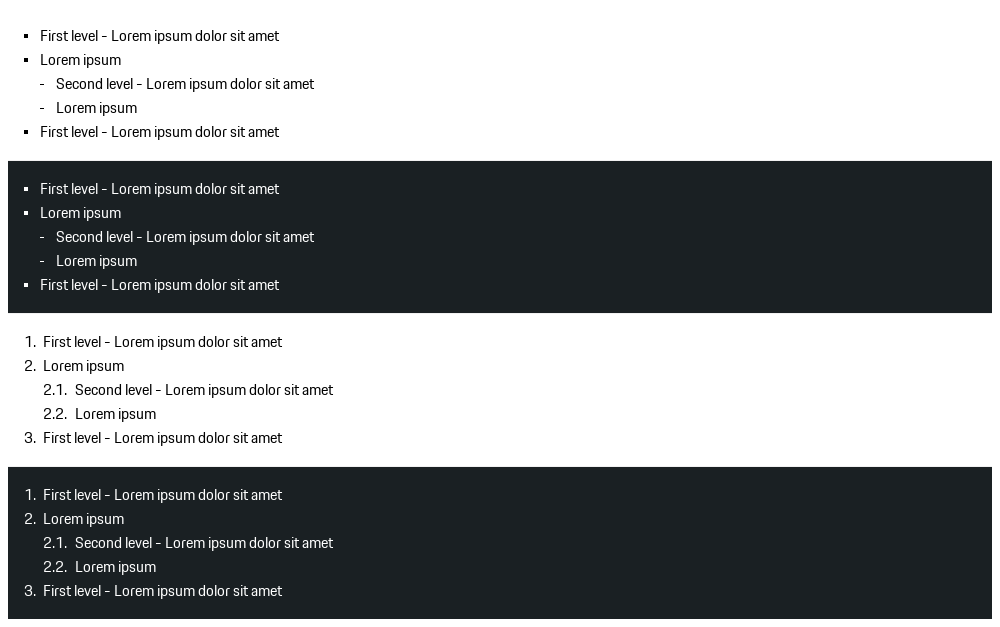 ▪ First level - Lorem ipsum dolor sit amet
▪ Lorem ipsum
- Second level - Lorem ipsum dolor sit amet
- Lorem ipsum
▪ First level - Lorem ipsum dolor sit amet
▪ First level - Lorem ipsum dolor sit amet
▪ Lorem ipsum
- Second level - Lorem ipsum dolor sit amet
- Lorem ipsum
▪ First level - Lorem ipsum dolor sit amet
1. First level - Lorem ipsum dolor sit amet
2. Lorem ipsum
2.1. Second level - Lorem ipsum dolor sit amet
2.2. Lorem ipsum
3. First level - Lorem ipsum dolor sit amet
1. First level - Lorem ipsum dolor sit amet
2. Lorem ipsum
2.1. Second level - Lorem ipsum dolor sit amet
2.2. Lorem ipsum
3. First level - Lorem ipsum dolor sit amet